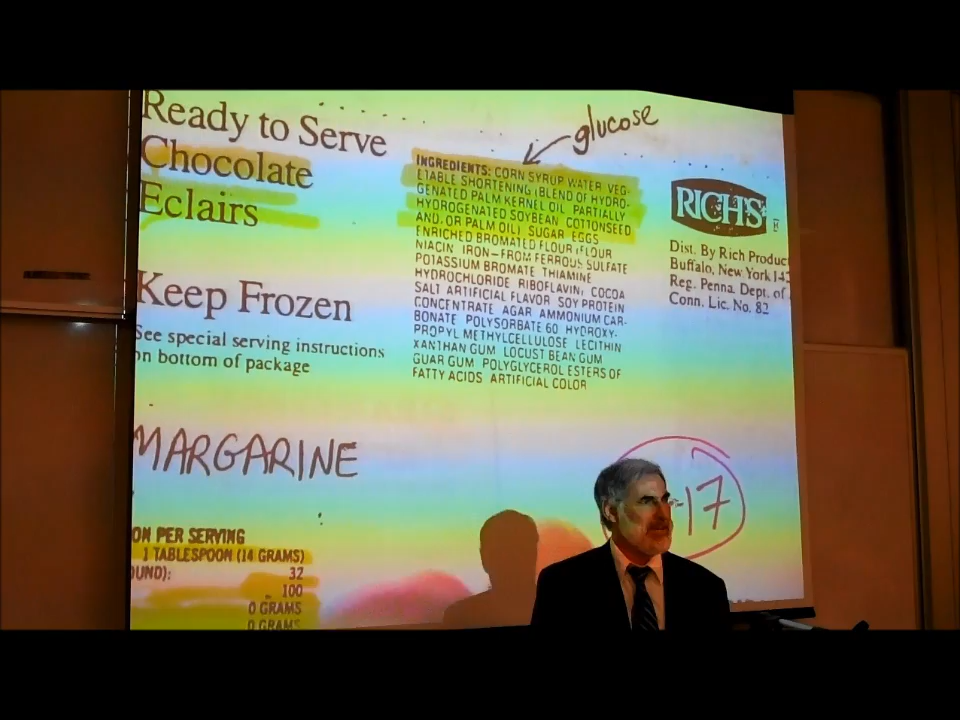 Ready to Serve
Chocolate
Eclairs
Keep Frozen
See special serving instructions
on bottom of package
glucose
INGREDIENTS: CORN SYRUP WATER VEG-
ETABLE SHORTENING (BLEND OF HYDRO-
GENATED PALM KERNEL OIL PARTIALLY
HYDROGENATED SOYBEAN COTTONSEED
AND, OR PALM OIL) SUGAR EGGS
ENRICHED BROMATED FLOUR (FLOUR
NIACIN IRON-FROM FERROUS SULFATE
POTASSIUM BROMATE THIAMINE
HYDROCHLORIDE RIBOFLAVIN) COCOA
SALT ARTIFICIAL FLAVOR SOY PROTEIN
CONCENTRATE AGAR AMMONIUM CAR-
BONATE POLYSORBATE 60 HYDROXY-
PROPYL METHYLCELLULOSE LECITHIN
XANTHAN GUM LOCUST BEAN GUM
GUAR GUM POLYGLYCEROL ESTERS OF
FATTY ACIDS ARTIFICIAL COLOR
RICH'S
Dist. By Rich Produc
Buffalo, New York 14
Reg. Penna. Dept. of
Conn. Lic. No. 82
MARGARINE
-17
ON PER SERVING
1 TABLESPOON (14 GRAMS)
OUND): 32
100
0 GRAMS
0 GRAMS